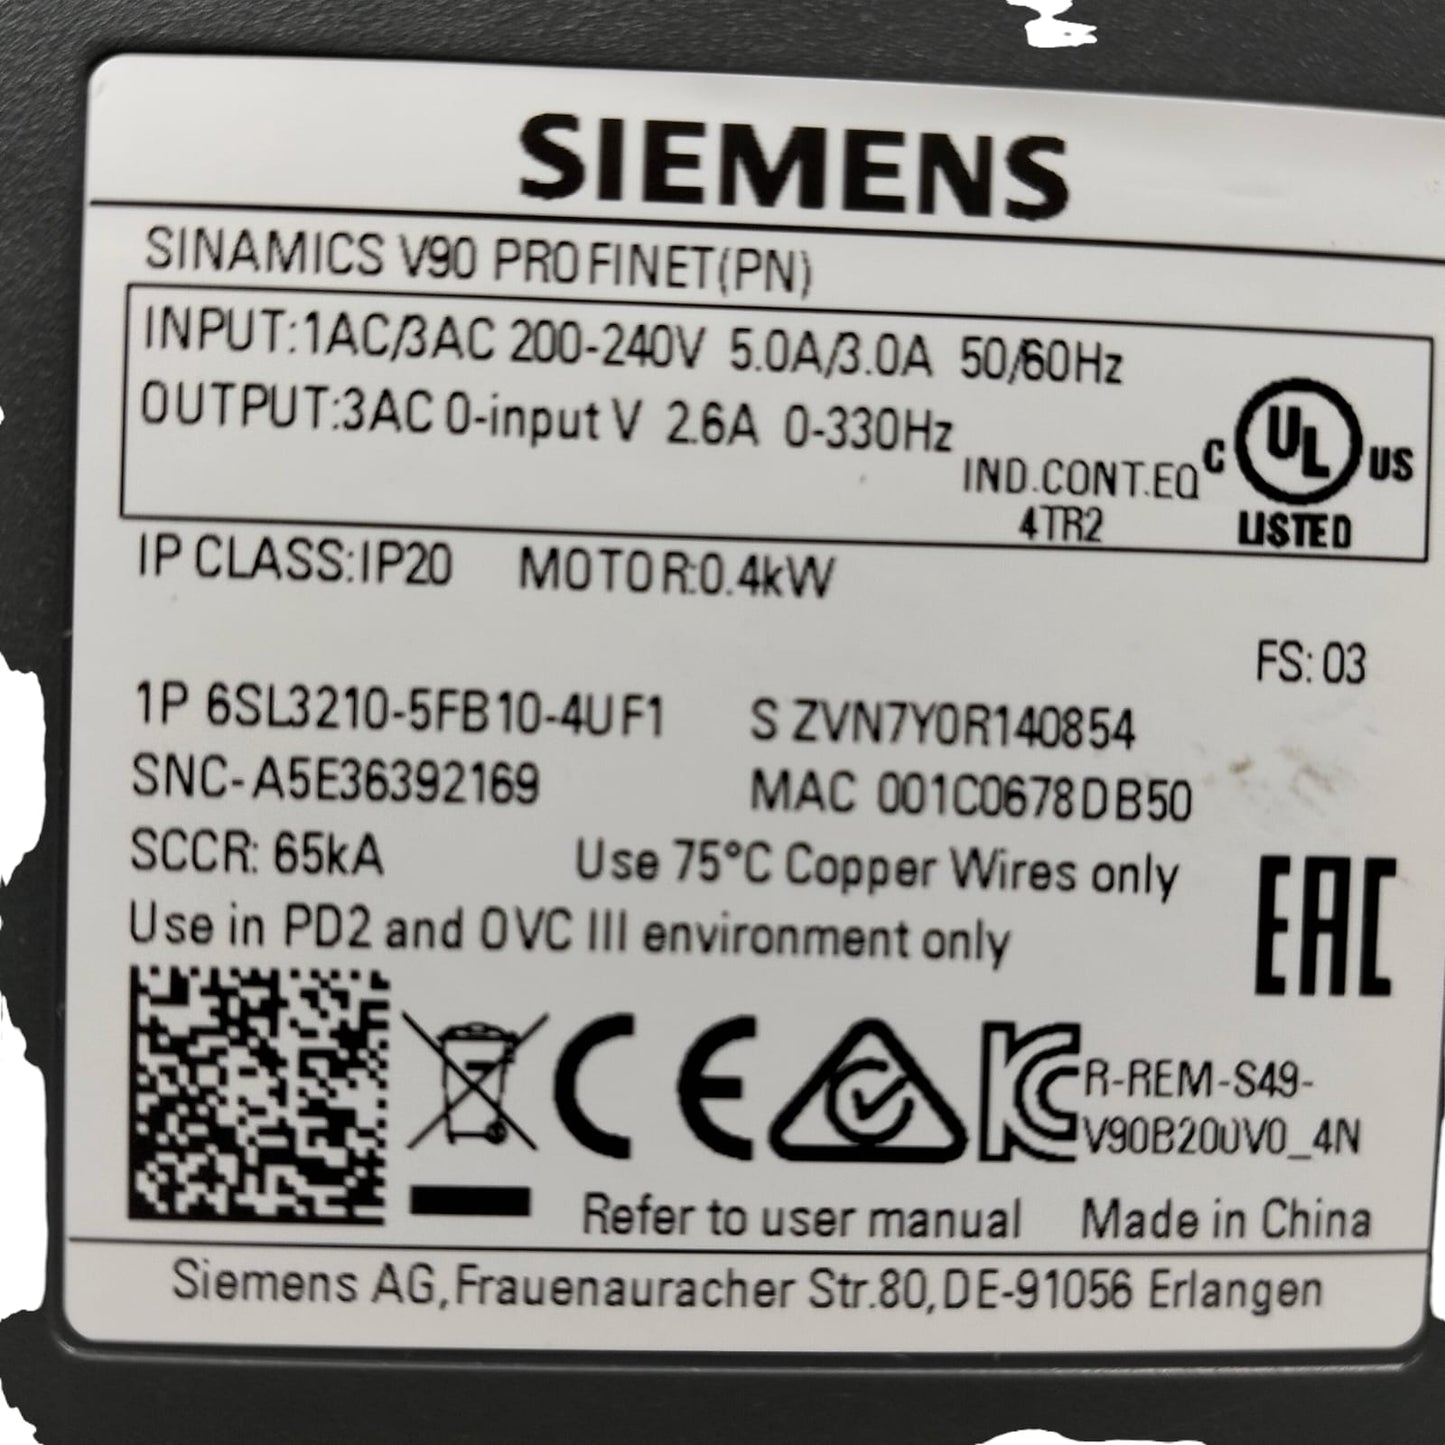 SIEMENS
SINAMICS V90 PROFINET(PN)
INPUT:1AC/3AC 200-240V 5.0A/3.0A 50/60Hz
OUTPUT:3AC 0-input V 2.6A 0-330Hz
IND.CONT.EQ
4TR2
C UL US
LISTED
IP CLASS:IP20 MOTOR:0.4kW
FS: 03
1P 6SL3210-5FB10-4UF1 S ZVN7Y0R140854
SNC-A5E36392169 MAC 001C0678DB50
SCCR: 65kA Use 75°C Copper Wires only
Use in PD2 and OVC III environment only
EAC
CE
KC
R-REM-S49-
V90B20UV0_4N
Refer to user manual Made in China
Siemens AG,Frauenauracher Str.80,DE-91056 Erlangen